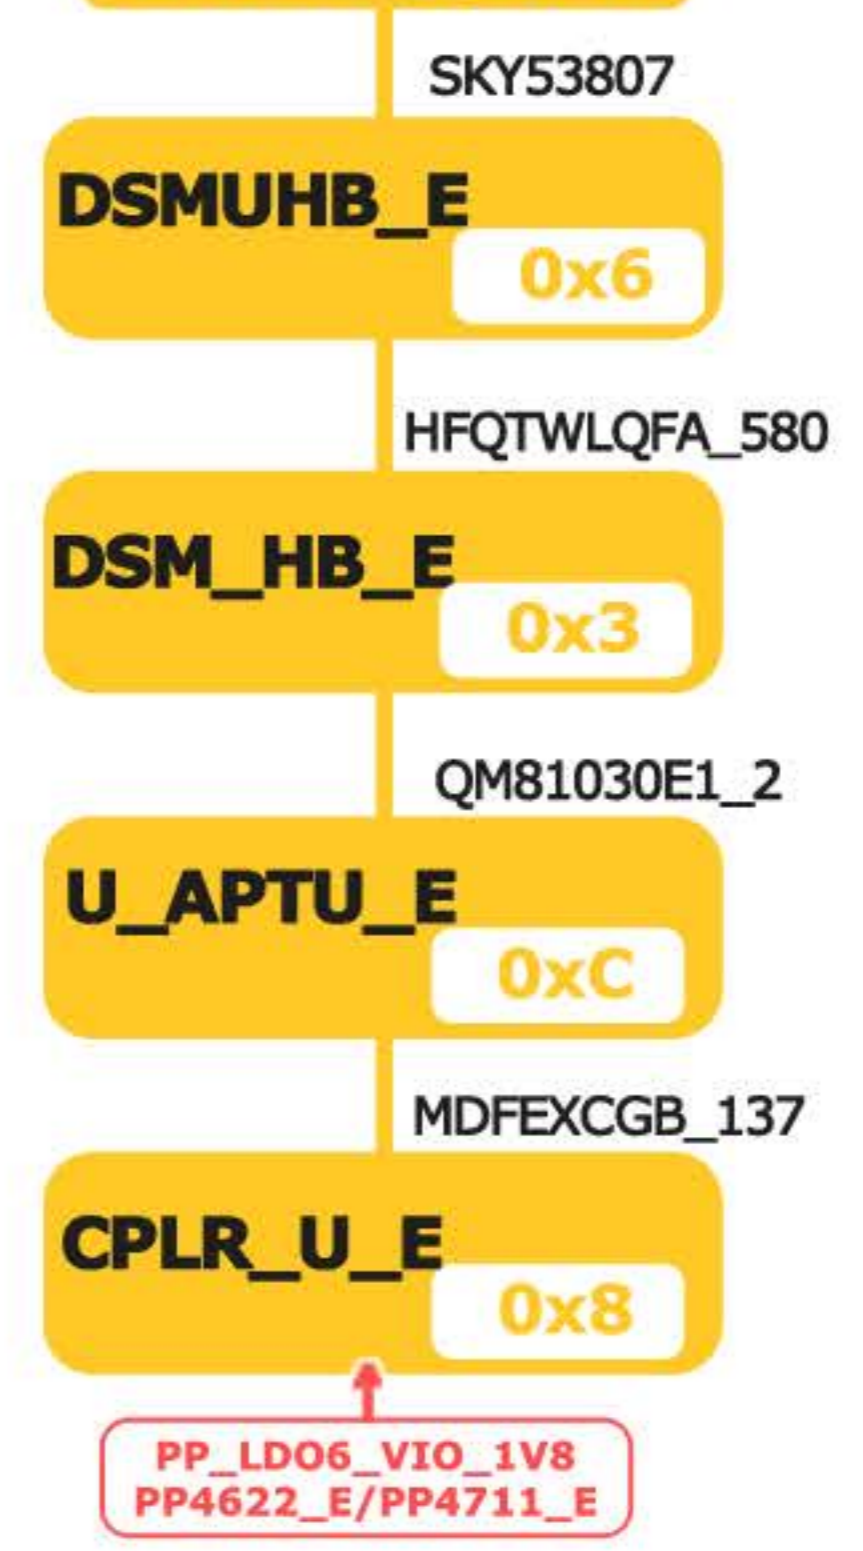 SKY53807
DSMUHB_E
0x6
HFQTWLQFA_580
DSM_HB_E
0x3
QM81030E1_2
U_APTU_E
0xC
MDFEXCGB_137
CPLR_U_E
0x8
PP_LDO6_VIO_1V8
PP4622_E/PP4711_E